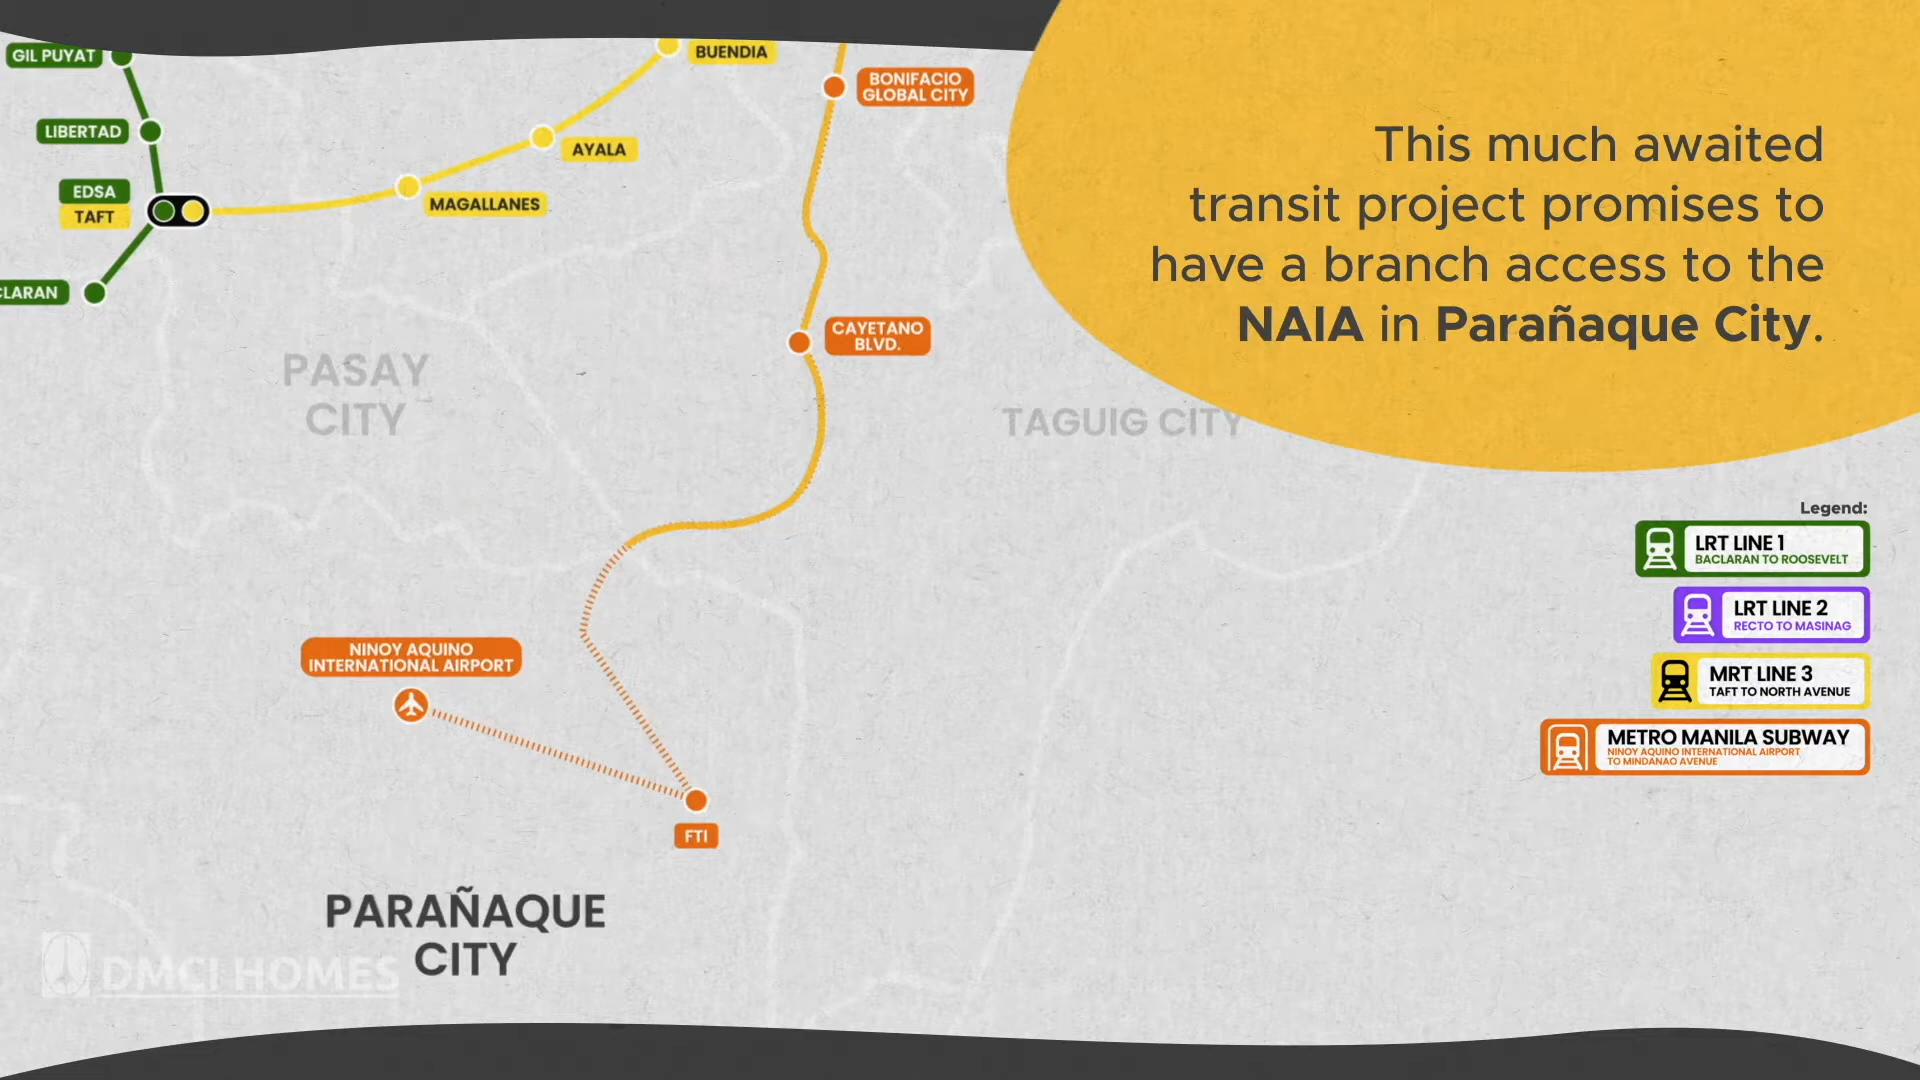 GIL PUYAT
BUENDIA
BONIFACIO
GLOBAL CITY
LIBERTAD
AYALA
EDSA
TAFT
MAGALLANES
CLARAN
CAYETANO
BLVD.
PASAY
CITY
TAGUIG CITY
This much awaited
transit project promises to
have a branch access to the
NAIA in Parañaque City.
Legend:
LRT LINE 1
BACLARAN TO ROOSEVELT
LRT LINE 2
RECTO TO MASINAG
MRT LINE 3
TAFT TO NORTH AVENUE
METRO MANILA SUBWAY
NINOY AQUINO INTERNATIONAL AIRPORT
TO MINDANAO AVENUE
NINOY AQUINO
INTERNATIONAL AIRPORT
FTI
PARAÑAQUE
CITY
DMCI HOMES